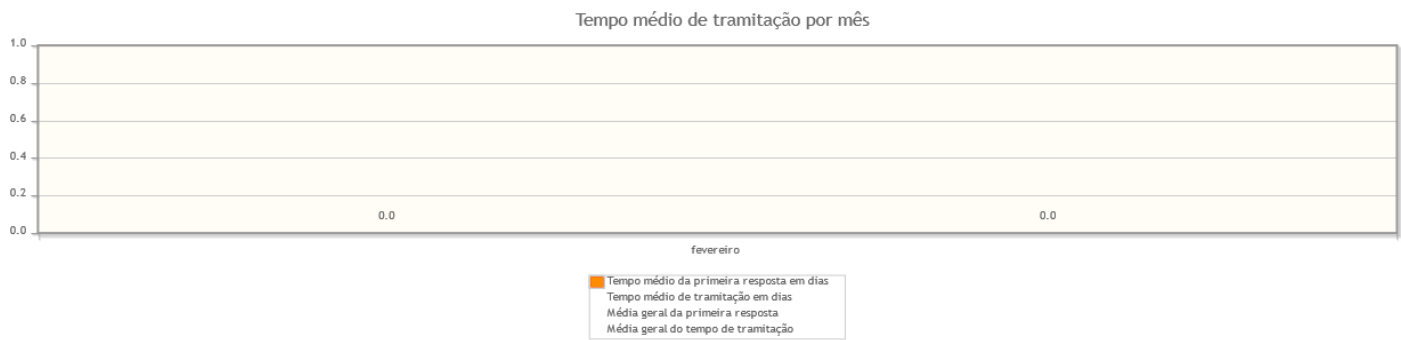 Tempo médio de tramitação por mês
1.0
0.8
0.6
0.4
0.2
0.0
0.0 0.0
fevereiro
Tempo médio da primeira resposta em dias
Tempo médio de tramitação em dias
Média geral da primeira resposta
Média geral do tempo de tramitação